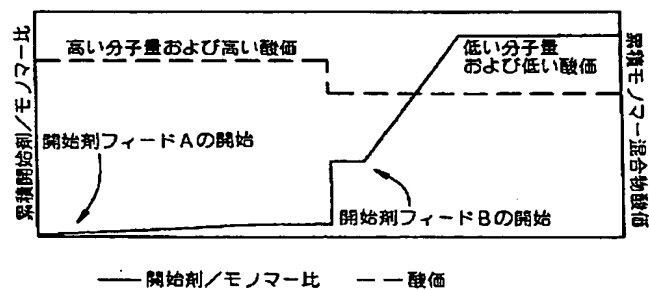 累積開始剤/モノマー比
高い分子量および高い酸価
開始剤フィードAの開始
低い分子量
および低い酸価
開始剤フィードBの開始
累積モノマー混合物酸価
開始剤/モノマー比
酸価